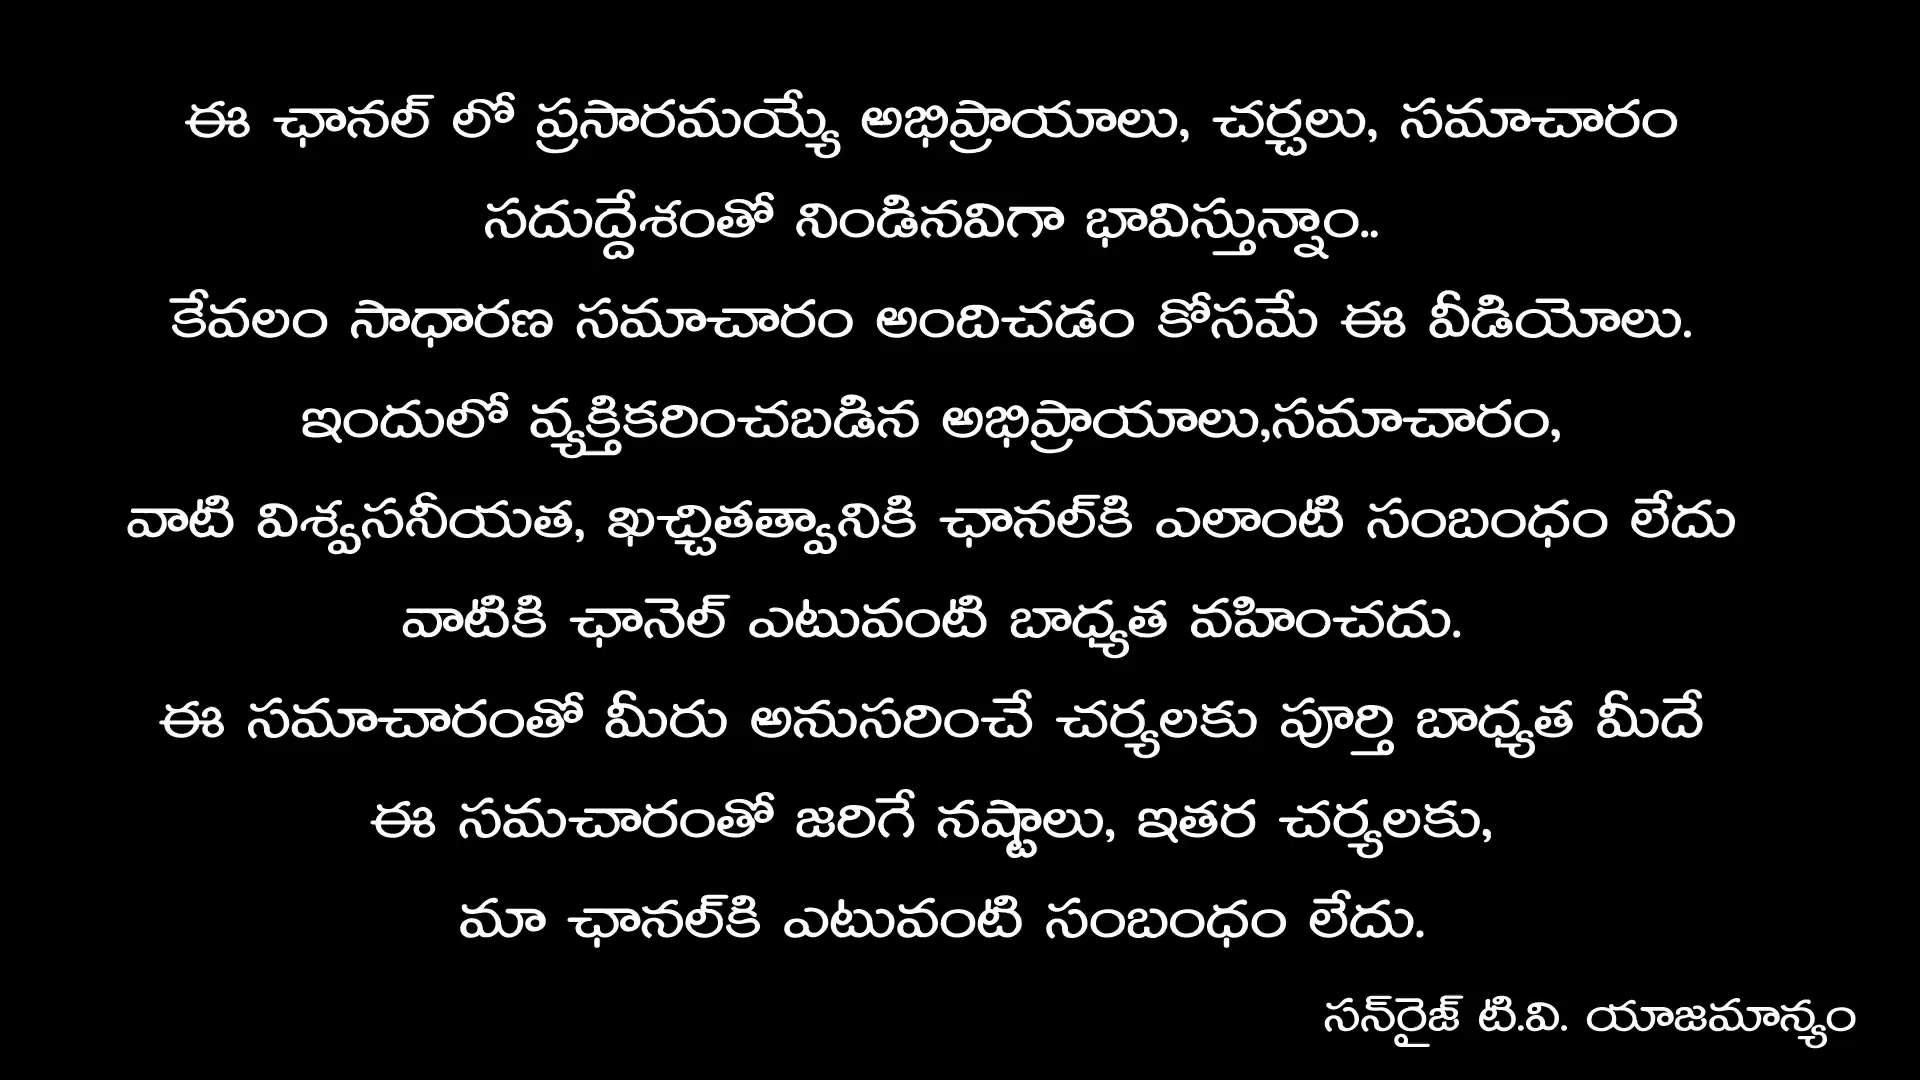 ఈ ఛానల్ లో ప్రసారమయ్యే అభిప్రాయాలు, చర్చలు, సమాచారం
సదుద్దేశంతో నిండినవిగా భావిస్తున్నాం..
కేవలం సాధారణ సమాచారం అందిచడం కోసమే ఈ వీడియోలు.
ఇందులో వ్యక్తికరించబడిన అభిప్రాయాలు,సమాచారం,
వాటి విశ్వసనీయత, ఖచ్చితత్వానికి ఛానల్‌కి ఎలాంటి సంబంధం లేదు
వాటికి ఛానెల్ ఎటువంటి బాధ్యత వహించదు.
ఈ సమాచారంతో మీరు అనుసరించే చర్యలకు పూర్తి బాధ్యత మీదే
ఈ సమచారంతో జరిగే నష్టాలు, ఇతర చర్యలకు,
మా ఛానల్‌కి ఎటువంటి సంబంధం లేదు.
సన్‌రైజ్ టి.వి. యాజమాన్యం